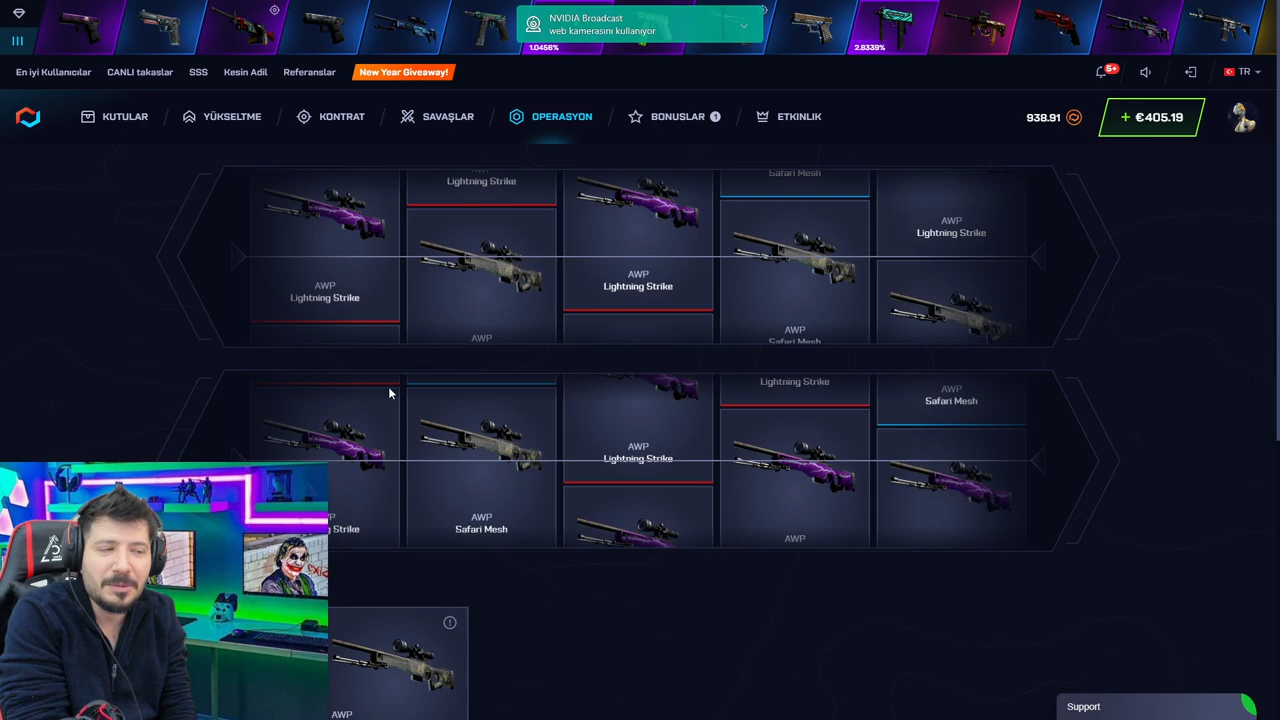 NVIDIA Broadcast
web kamerasını kullanıyor
1.0456%
2.8339%
En iyi Kullanıcılar
CANLI takaslar
SSS
Kesin Adil
Referanslar
New Year Giveaway!
5+
TR
KUTULAR
YÜKSELTME
KONTRAT
SAVAŞLAR
OPERASYON
BONUSLAR 1
ETKINLIK
938.91
+ €405.19
Lightning Strike
Safari Mesh
AWP
Lightning Strike
AWP
Lightning Strike
AWP
Lightning Strike
AWP
AWP
Safari Mesh
Lightning Strike
AWP
Safari Mesh
AWP
Lightning Strike
Strike
AWP
Safari Mesh
AWP
AWP
Support